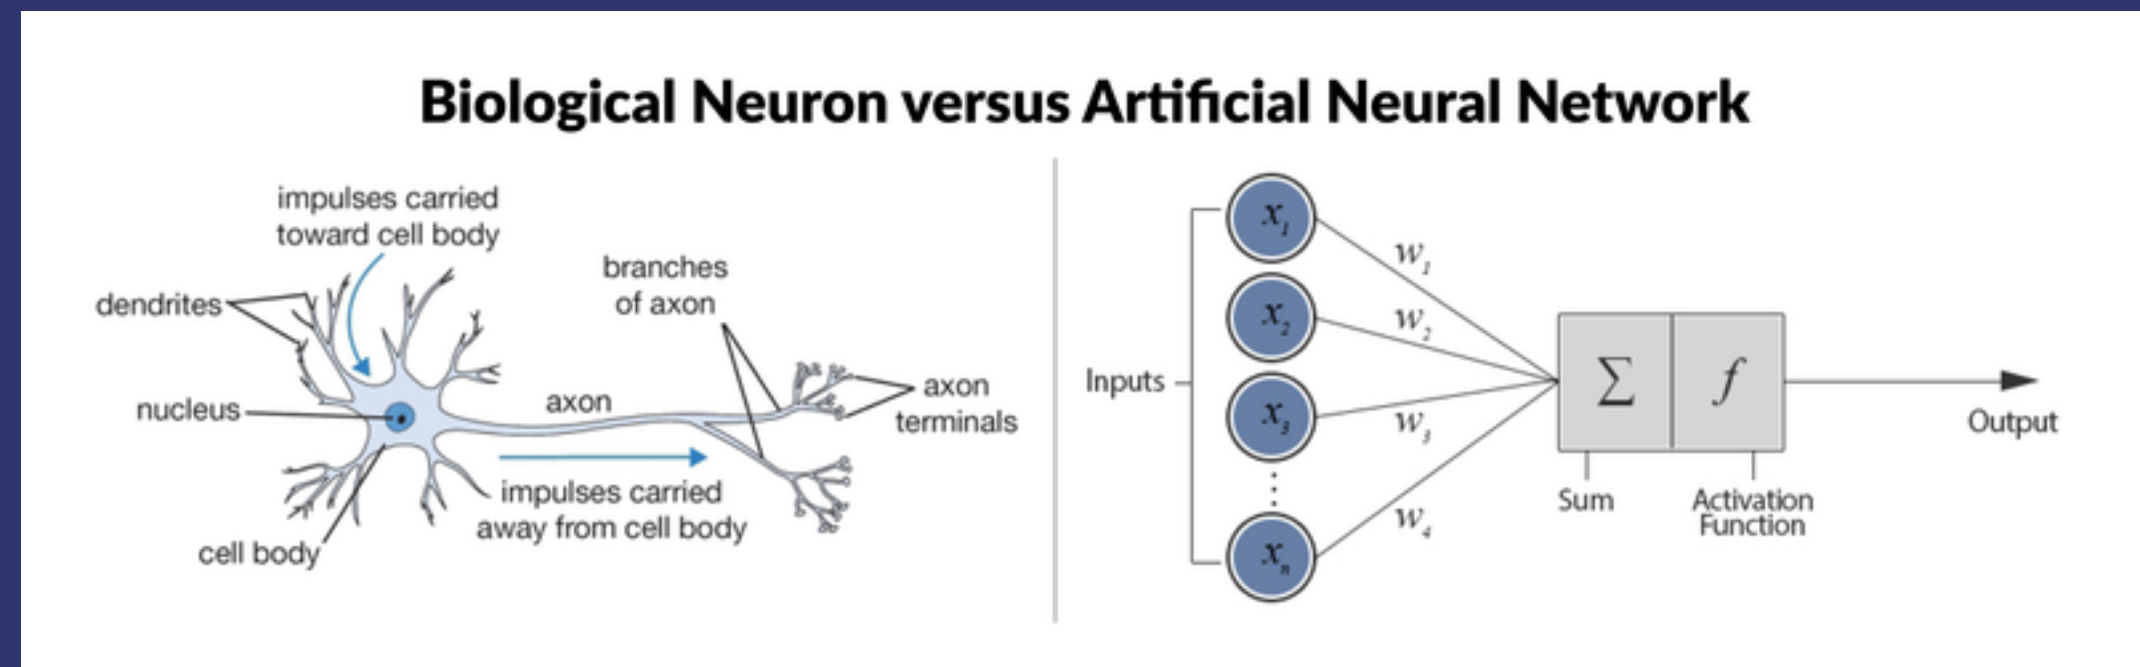 Biological Neuron versus Artificial Neural Network
impulses carried
toward cell body
dendrites
nucleus
cell body
axon
branches
of axon
axon
terminals
impulses carried
away from cell body
Inputs
x₁
x₂
x₃
⋮
xₙ
w₁
w₂
w₃
w₄
∑
f
Sum
Activation
Function
Output